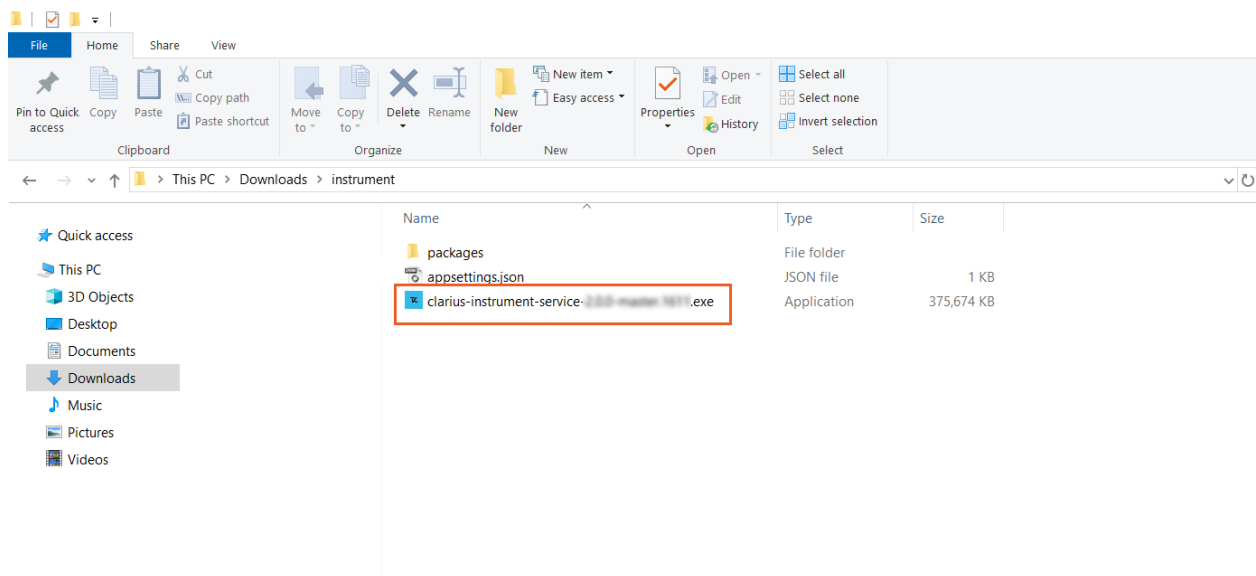 File Home Share View
Pin to Quick access
Copy
Paste
Cut
Copy path
Paste shortcut
Move to
Copy to
Delete
Rename
New folder
New item
Easy access
Properties
Open
Edit
History
Select all
Select none
Invert selection
Clipboard Organize New Open Select
This PC > Downloads > instrument
Name Type Size
Quick access
This PC
3D Objects
Desktop
Documents
Downloads
Music
Pictures
Videos
packages File folder
appsettings.json JSON file 1 KB
clarius-instrument-service- .exe Application 375,674 KB